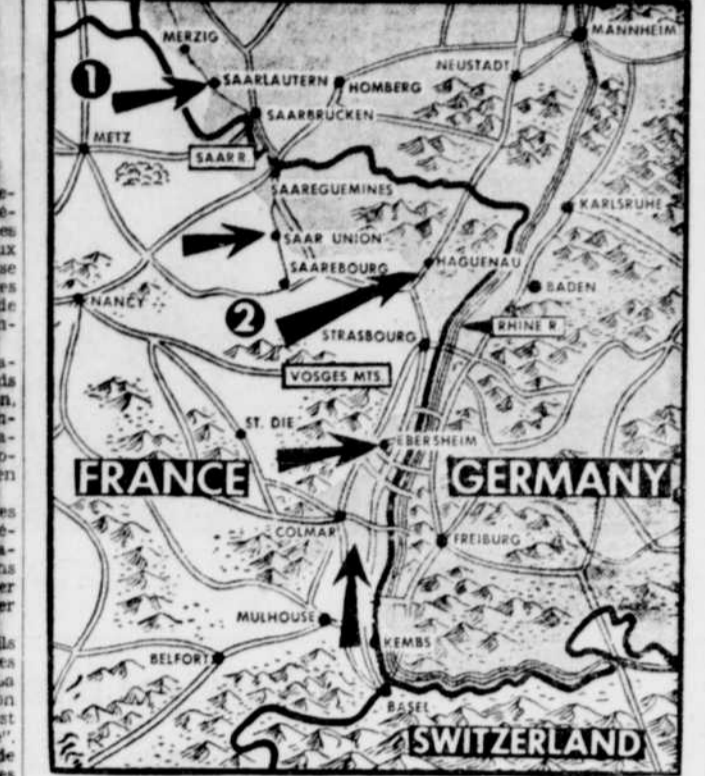 MERZIG
MANNHEIM
1
SAARLAUTERN
HOMBERG
NEUSTADT
SAARBRUCKEN
METZ
SAAR R.
SAAREGUEMINES
KARLSRUHE
SAAR UNION
HAGUENAU
SAAREBOURG
BADEN
NANCY
2
RHINE R.
STRASBOURG
VOSGES MTS.
ST. DIE
EBERSHEIM
FRANCE
GERMANY
COLMAR
FREIBURG
MULHOUSE
KEMBS
BELFORT
BASEL
SWITZERLAND